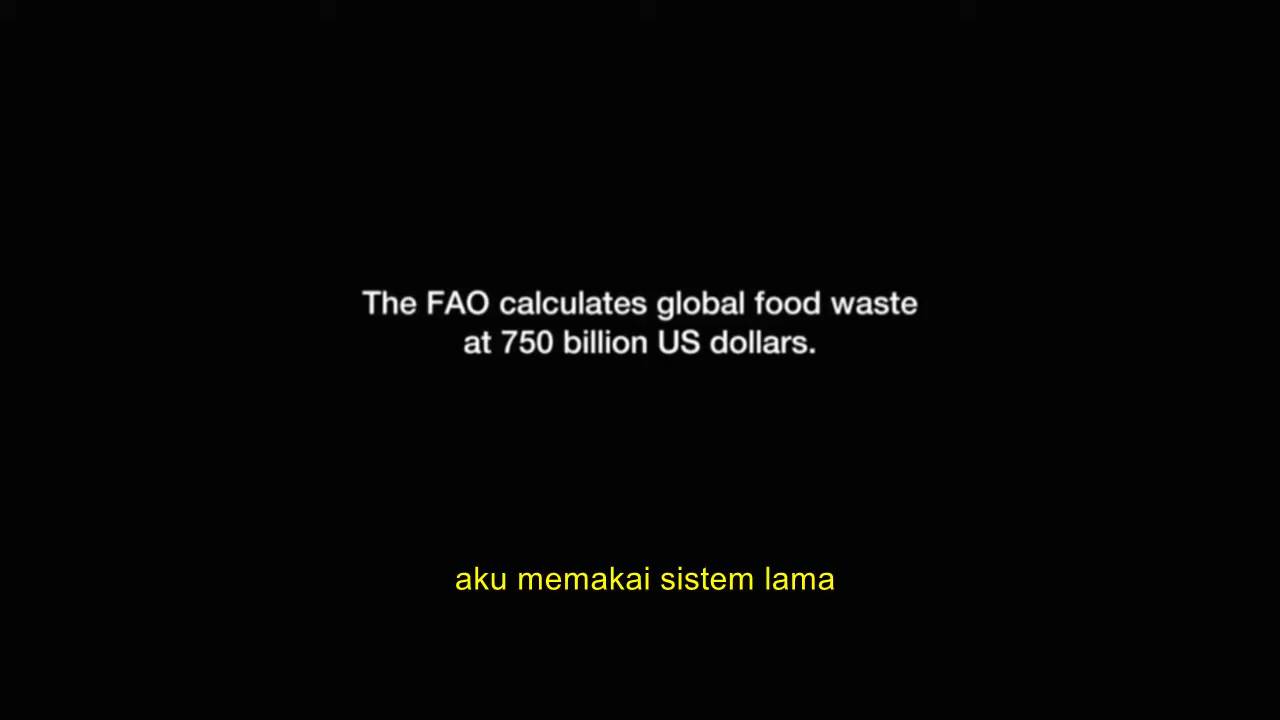 The FAO calculates global food waste
at 750 billion US dollars.
aku memakai sistem lama